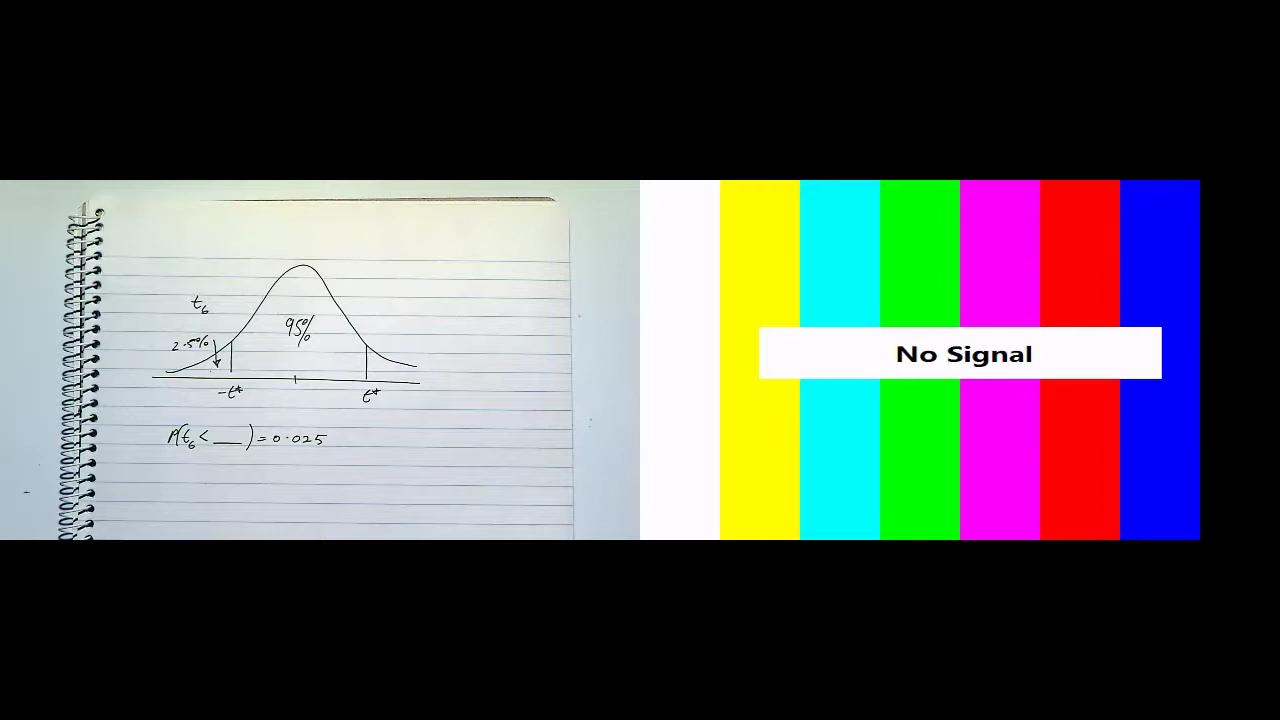 t₆
95%
2.5%
-t* t*
P(t₆ < ___ ) = 0.025
No Signal